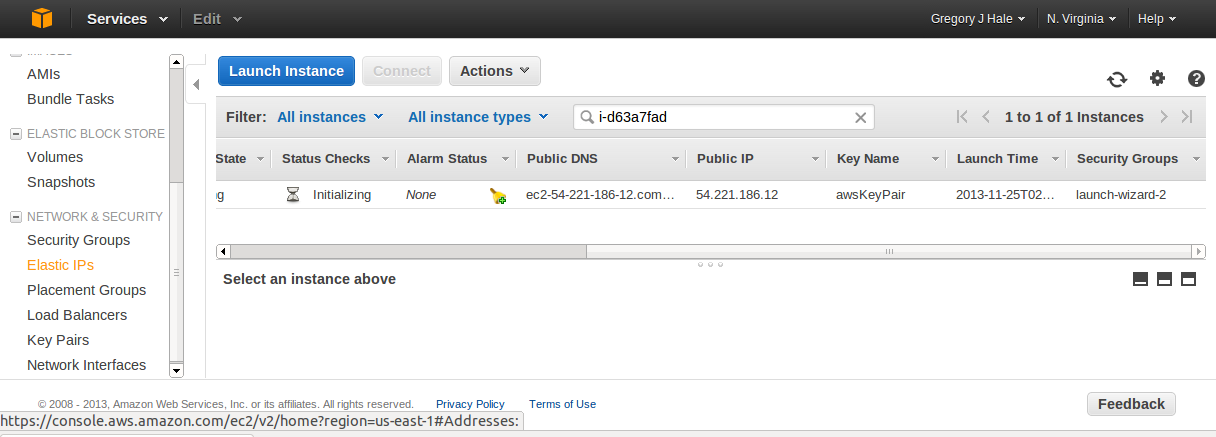 Services Edit Gregory J Hale N. Virginia Help
AMIs
Bundle Tasks
ELASTIC BLOCK STORE
Volumes
Snapshots
NETWORK & SECURITY
Security Groups
Elastic IPs
Placement Groups
Load Balancers
Key Pairs
Network Interfaces
Launch Instance Connect Actions
Filter: All instances All instance types i-d63a7fad 1 to 1 of 1 Instances
State Status Checks Alarm Status Public DNS Public IP Key Name Launch Time Security Groups
Initializing None ec2-54-221-186-12.com… 54.221.186.12 awsKeyPair 2013-11-25T02… launch-wizard-2
Select an instance above
© 2008 - 2013, Amazon Web Services, Inc. or its affiliates. All rights reserved. Privacy Policy Terms of Use Feedback
https://console.aws.amazon.com/ec2/v2/home?region=us-east-1#Addresses: